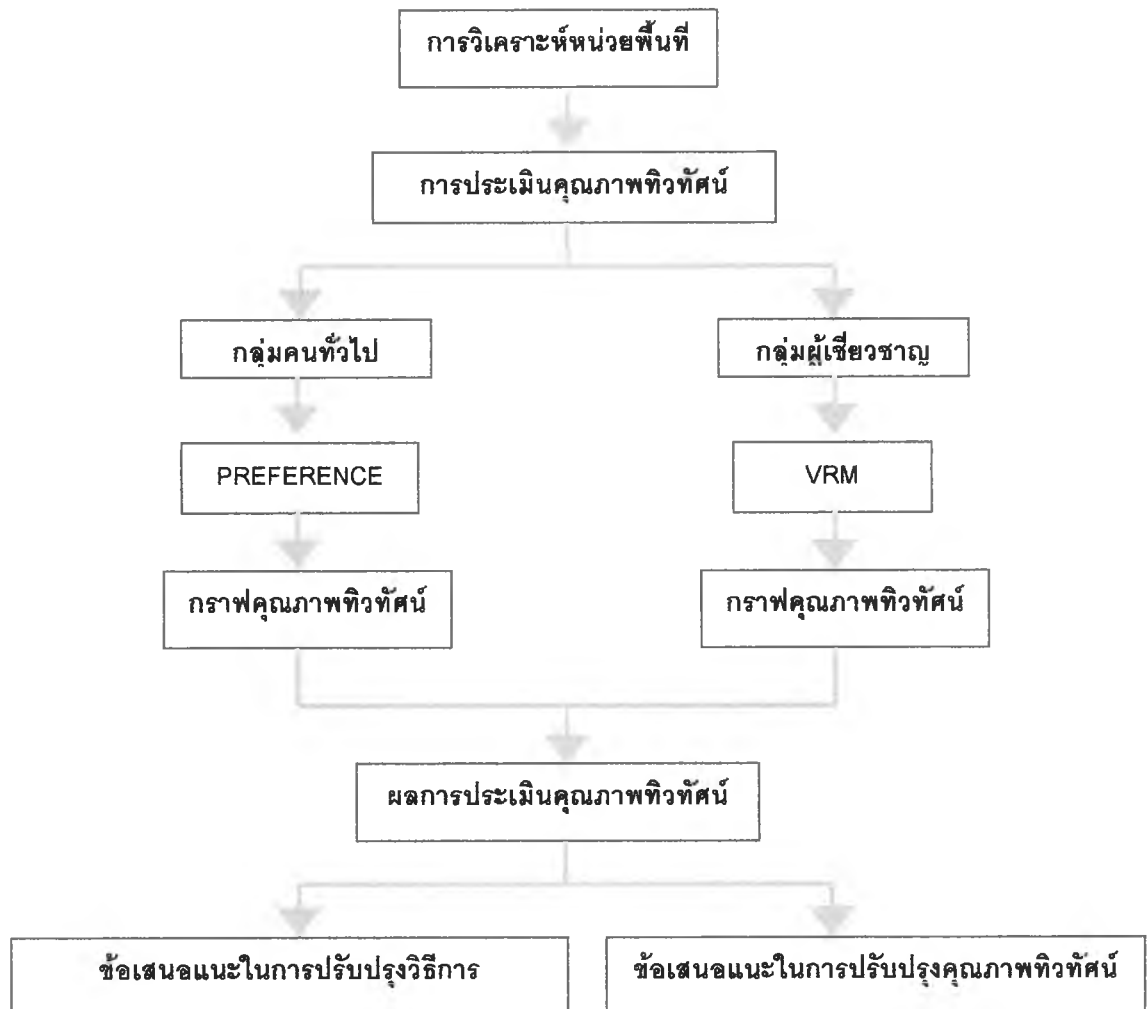 การวิเคราะห์หน่วยพื้นที่
การประเมินคุณภาพทิวทัศน์
กลุ่มคนทั่วไป
กลุ่มผู้เชี่ยวชาญ
PREFERENCE
VRM
กราฟคุณภาพทิวทัศน์
กราฟคุณภาพทิวทัศน์
ผลการประเมินคุณภาพทิวทัศน์
ข้อเสนอแนะในการปรับปรุงวิธีการ
ข้อเสนอแนะในการปรับปรุงคุณภาพทิวทัศน์